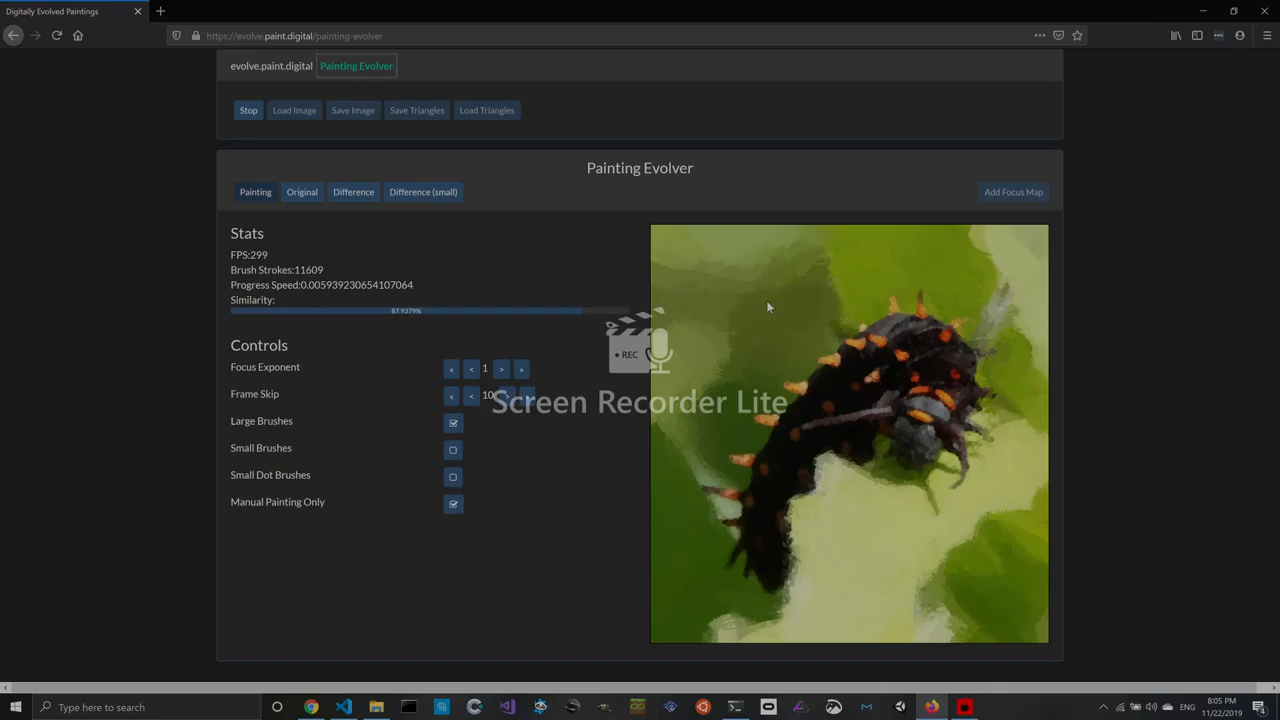 Digitally Evolved Paintings
https://evolve.paint.digital/painting-evolver
evolve.paint.digital Painting Evolver
Stop Load Image Save Image Save Triangles Load Triangles
Painting Evolver
Painting Original Difference Difference (small) Add Focus Map
Stats
FPS:299
Brush Strokes:11609
Progress Speed:0.005939230654107064
Similarity:
87.9379%
REC
Controls
Focus Exponent « < 1 > »
Frame Skip « < 10 >
Screen Recorder Lite
Large Brushes
Small Brushes
Small Dot Brushes
Manual Painting Only
Type here to search
8:05 PM
11/22/2019
4